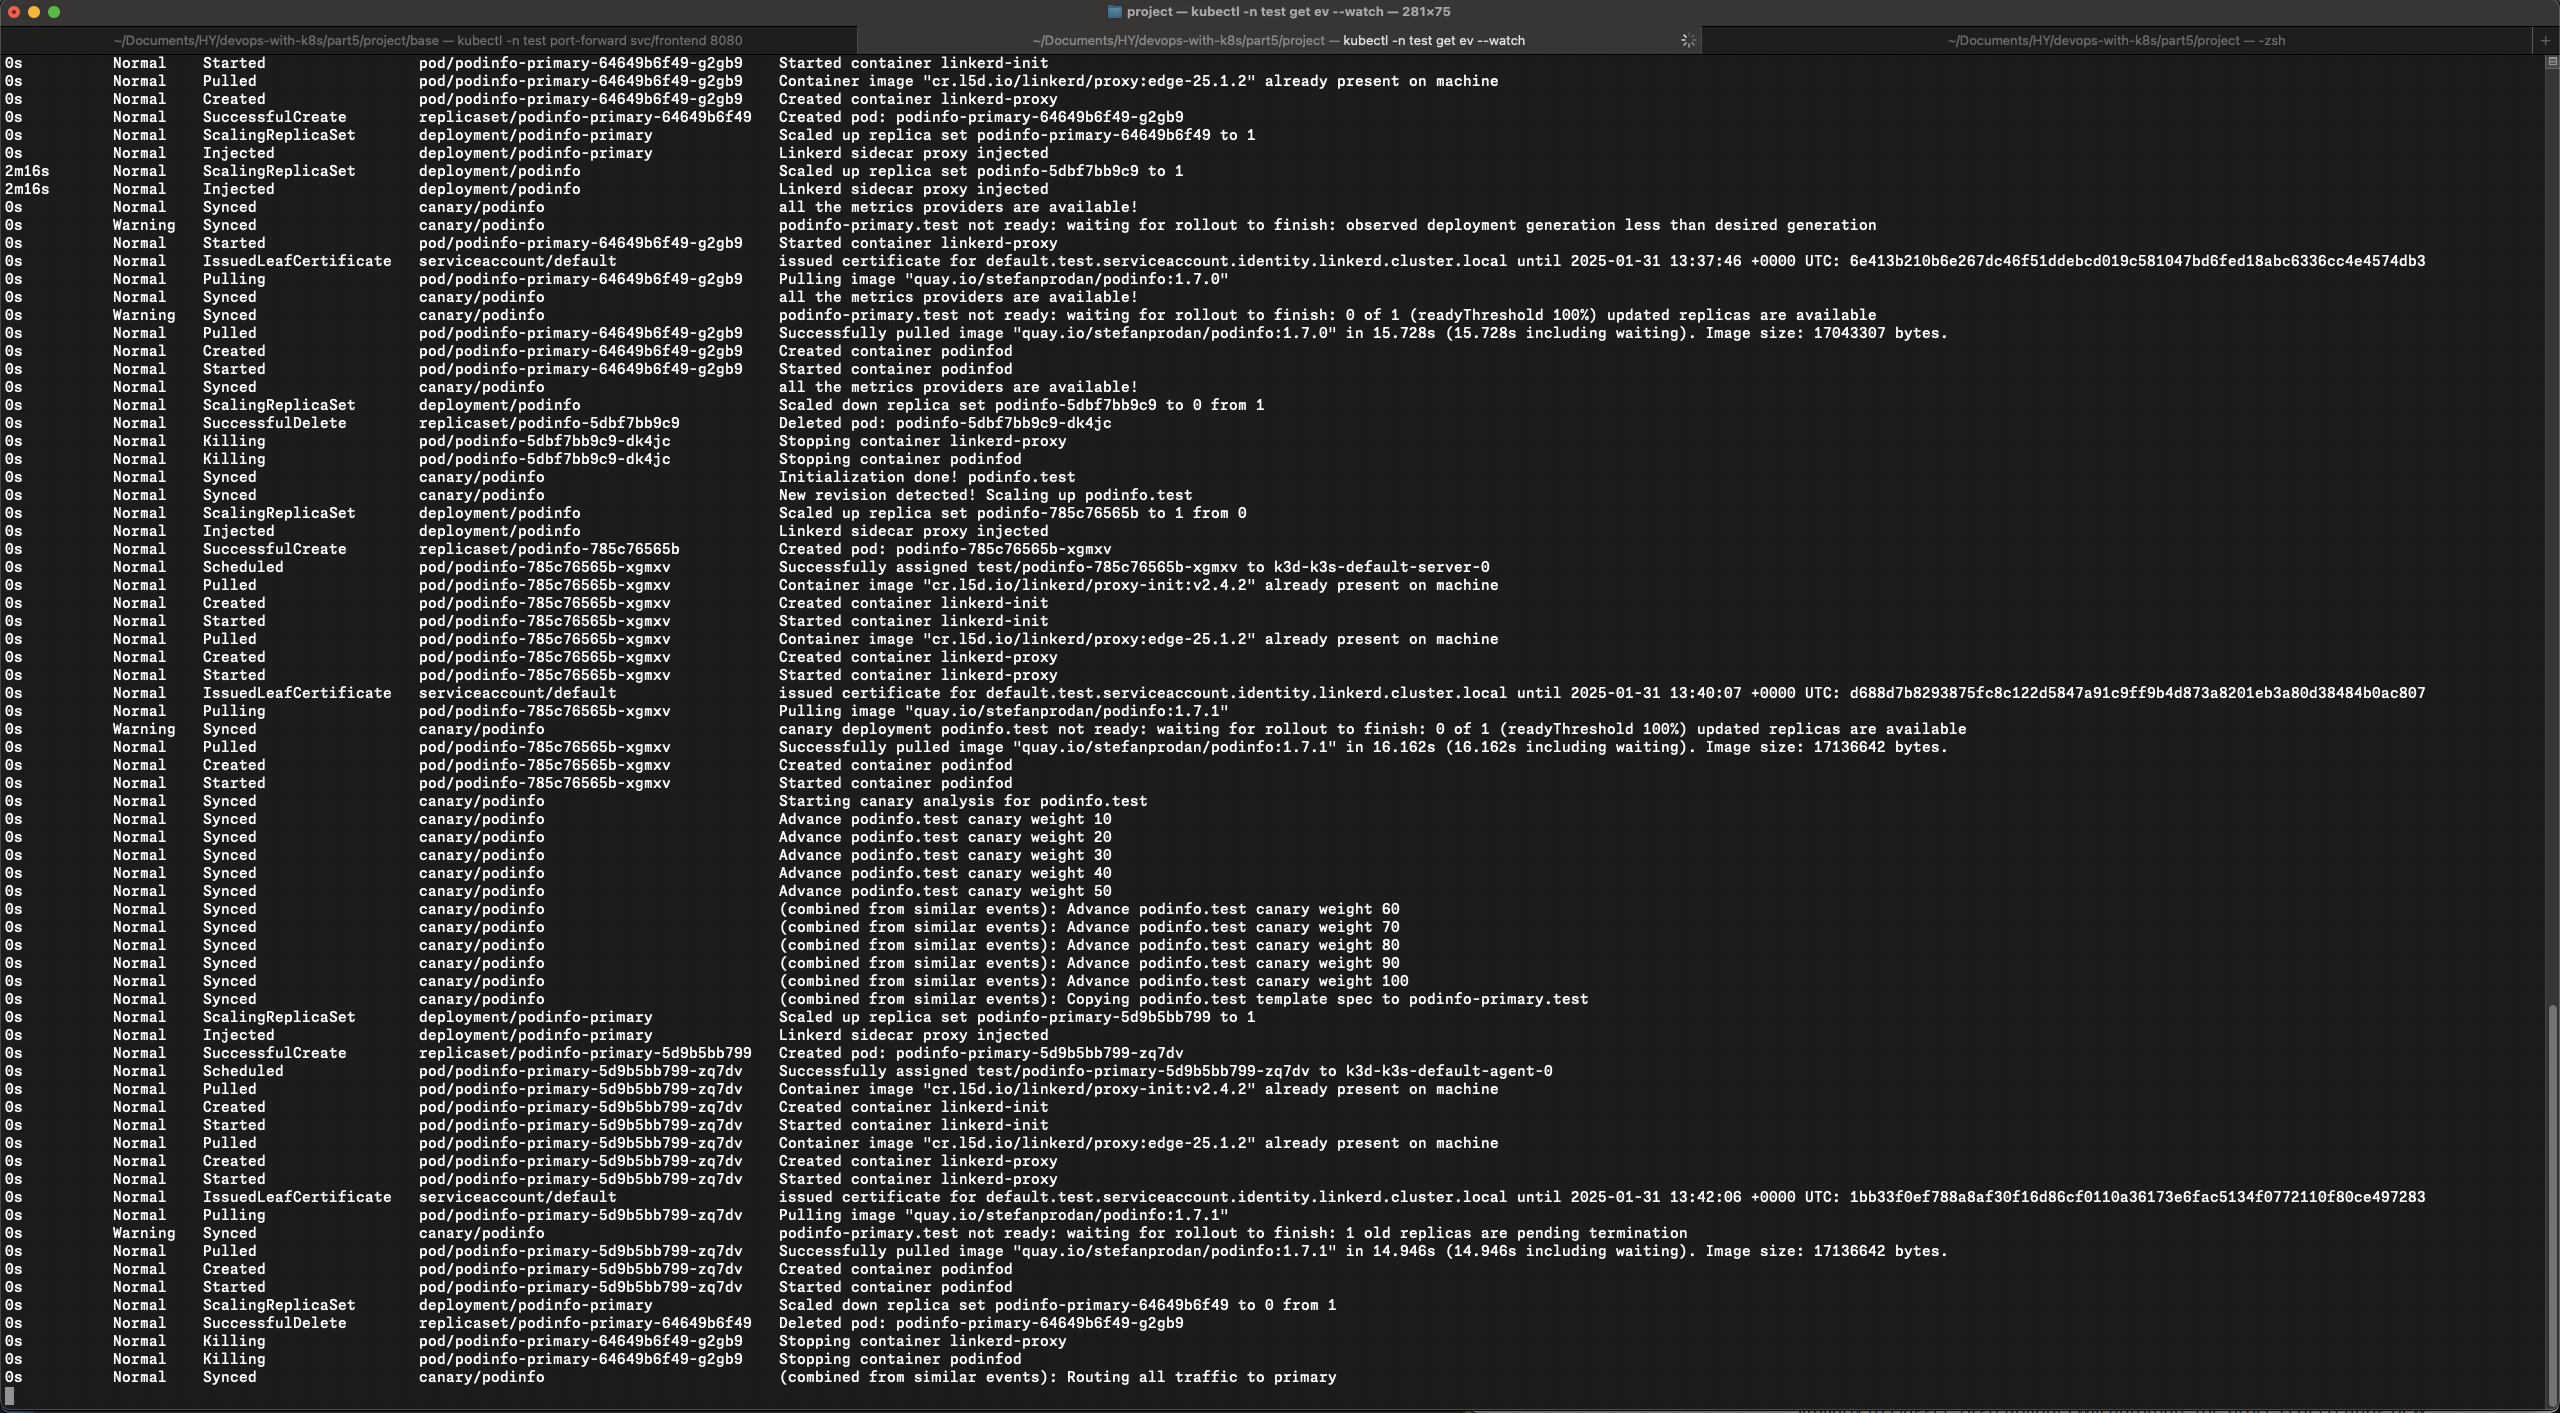 project — kubectl -n test get ev --watch — 281×75
~/Documents/HY/devops-with-k8s/part5/project/base — kubectl -n test port-forward svc/frontend 8080
~/Documents/HY/devops-with-k8s/part5/project — kubectl -n test get ev --watch
~/Documents/HY/devops-with-k8s/part5/project — -zsh
+
0s Normal Started pod/podinfo-primary-64649b6f49-g2gb9 Started container linkerd-init
0s Normal Pulled pod/podinfo-primary-64649b6f49-g2gb9 Container image "cr.l5d.io/linkerd/proxy:edge-25.1.2" already present on machine
0s Normal Created pod/podinfo-primary-64649b6f49-g2gb9 Created container linkerd-proxy
0s Normal SuccessfulCreate replicaset/podinfo-primary-64649b6f49 Created pod: podinfo-primary-64649b6f49-g2gb9
0s Normal ScalingReplicaSet deployment/podinfo-primary Scaled up replica set podinfo-primary-64649b6f49 to 1
0s Normal Injected deployment/podinfo-primary Linkerd sidecar proxy injected
2m16s Normal ScalingReplicaSet deployment/podinfo Scaled up replica set podinfo-5dbf7bb9c9 to 1
2m16s Normal Injected deployment/podinfo Linkerd sidecar proxy injected
0s Normal Synced canary/podinfo all the metrics providers are available!
0s Warning Synced canary/podinfo podinfo-primary.test not ready: waiting for rollout to finish: observed deployment generation less than desired generation
0s Normal Started pod/podinfo-primary-64649b6f49-g2gb9 Started container linkerd-proxy
0s Normal IssuedLeafCertificate serviceaccount/default issued certificate for default.test.serviceaccount.identity.linkerd.cluster.local until 2025-01-31 13:37:46 +0000 UTC: 6e413b210b6e267dc46f51ddebcd019c581047bd6fed18abc6336cc4e4574db3
0s Normal Pulling pod/podinfo-primary-64649b6f49-g2gb9 Pulling image "quay.io/stefanprodan/podinfo:1.7.0"
0s Normal Synced canary/podinfo all the metrics providers are available!
0s Warning Synced canary/podinfo podinfo-primary.test not ready: waiting for rollout to finish: 0 of 1 (readyThreshold 100%) updated replicas are available
0s Normal Pulled pod/podinfo-primary-64649b6f49-g2gb9 Successfully pulled image "quay.io/stefanprodan/podinfo:1.7.0" in 15.728s (15.728s including waiting). Image size: 17043307 bytes.
0s Normal Created pod/podinfo-primary-64649b6f49-g2gb9 Created container podinfod
0s Normal Started pod/podinfo-primary-64649b6f49-g2gb9 Started container podinfod
0s Normal Synced canary/podinfo all the metrics providers are available!
0s Normal ScalingReplicaSet deployment/podinfo Scaled down replica set podinfo-5dbf7bb9c9 to 0 from 1
0s Normal SuccessfulDelete replicaset/podinfo-5dbf7bb9c9 Deleted pod: podinfo-5dbf7bb9c9-dk4jc
0s Normal Killing pod/podinfo-5dbf7bb9c9-dk4jc Stopping container linkerd-proxy
0s Normal Killing pod/podinfo-5dbf7bb9c9-dk4jc Stopping container podinfod
0s Normal Synced canary/podinfo Initialization done! podinfo.test
0s Normal Synced canary/podinfo New revision detected! Scaling up podinfo.test
0s Normal ScalingReplicaSet deployment/podinfo Scaled up replica set podinfo-785c76565b to 1 from 0
0s Normal Injected deployment/podinfo Linkerd sidecar proxy injected
0s Normal SuccessfulCreate replicaset/podinfo-785c76565b Created pod: podinfo-785c76565b-xgmxv
0s Normal Scheduled pod/podinfo-785c76565b-xgmxv Successfully assigned test/podinfo-785c76565b-xgmxv to k3d-k3s-default-server-0
0s Normal Pulled pod/podinfo-785c76565b-xgmxv Container image "cr.l5d.io/linkerd/proxy-init:v2.4.2" already present on machine
0s Normal Created pod/podinfo-785c76565b-xgmxv Created container linkerd-init
0s Normal Started pod/podinfo-785c76565b-xgmxv Started container linkerd-init
0s Normal Pulled pod/podinfo-785c76565b-xgmxv Container image "cr.l5d.io/linkerd/proxy:edge-25.1.2" already present on machine
0s Normal Created pod/podinfo-785c76565b-xgmxv Created container linkerd-proxy
0s Normal Started pod/podinfo-785c76565b-xgmxv Started container linkerd-proxy
0s Normal IssuedLeafCertificate serviceaccount/default issued certificate for default.test.serviceaccount.identity.linkerd.cluster.local until 2025-01-31 13:40:07 +0000 UTC: d688d7b8293875fc8c122d5847a91c9ff9b4d873a8201eb3a80d38484b0ac807
0s Normal Pulling pod/podinfo-785c76565b-xgmxv Pulling image "quay.io/stefanprodan/podinfo:1.7.1"
0s Warning Synced canary/podinfo canary deployment podinfo.test not ready: waiting for rollout to finish: 0 of 1 (readyThreshold 100%) updated replicas are available
0s Normal Pulled pod/podinfo-785c76565b-xgmxv Successfully pulled image "quay.io/stefanprodan/podinfo:1.7.1" in 16.162s (16.162s including waiting). Image size: 17136642 bytes.
0s Normal Created pod/podinfo-785c76565b-xgmxv Created container podinfod
0s Normal Started pod/podinfo-785c76565b-xgmxv Started container podinfod
0s Normal Synced canary/podinfo Starting canary analysis for podinfo.test
0s Normal Synced canary/podinfo Advance podinfo.test canary weight 10
0s Normal Synced canary/podinfo Advance podinfo.test canary weight 20
0s Normal Synced canary/podinfo Advance podinfo.test canary weight 30
0s Normal Synced canary/podinfo Advance podinfo.test canary weight 40
0s Normal Synced canary/podinfo Advance podinfo.test canary weight 50
0s Normal Synced canary/podinfo (combined from similar events): Advance podinfo.test canary weight 60
0s Normal Synced canary/podinfo (combined from similar events): Advance podinfo.test canary weight 70
0s Normal Synced canary/podinfo (combined from similar events): Advance podinfo.test canary weight 80
0s Normal Synced canary/podinfo (combined from similar events): Advance podinfo.test canary weight 90
0s Normal Synced canary/podinfo (combined from similar events): Advance podinfo.test canary weight 100
0s Normal Synced canary/podinfo (combined from similar events): Copying podinfo.test template spec to podinfo-primary.test
0s Normal ScalingReplicaSet deployment/podinfo-primary Scaled up replica set podinfo-primary-5d9b5bb799 to 1
0s Normal Injected deployment/podinfo-primary Linkerd sidecar proxy injected
0s Normal SuccessfulCreate replicaset/podinfo-primary-5d9b5bb799 Created pod: podinfo-primary-5d9b5bb799-zq7dv
0s Normal Scheduled pod/podinfo-primary-5d9b5bb799-zq7dv Successfully assigned test/podinfo-primary-5d9b5bb799-zq7dv to k3d-k3s-default-agent-0
0s Normal Pulled pod/podinfo-primary-5d9b5bb799-zq7dv Container image "cr.l5d.io/linkerd/proxy-init:v2.4.2" already present on machine
0s Normal Created pod/podinfo-primary-5d9b5bb799-zq7dv Created container linkerd-init
0s Normal Started pod/podinfo-primary-5d9b5bb799-zq7dv Started container linkerd-init
0s Normal Pulled pod/podinfo-primary-5d9b5bb799-zq7dv Container image "cr.l5d.io/linkerd/proxy:edge-25.1.2" already present on machine
0s Normal Created pod/podinfo-primary-5d9b5bb799-zq7dv Created container linkerd-proxy
0s Normal Started pod/podinfo-primary-5d9b5bb799-zq7dv Started container linkerd-proxy
0s Normal IssuedLeafCertificate serviceaccount/default issued certificate for default.test.serviceaccount.identity.linkerd.cluster.local until 2025-01-31 13:42:06 +0000 UTC: 1bb33f0ef788a8af30f16d86cf0110a36173e6fac5134f0772110f80ce497283
0s Normal Pulling pod/podinfo-primary-5d9b5bb799-zq7dv Pulling image "quay.io/stefanprodan/podinfo:1.7.1"
0s Warning Synced canary/podinfo podinfo-primary.test not ready: waiting for rollout to finish: 1 old replicas are pending termination
0s Normal Pulled pod/podinfo-primary-5d9b5bb799-zq7dv Successfully pulled image "quay.io/stefanprodan/podinfo:1.7.1" in 14.946s (14.946s including waiting). Image size: 17136642 bytes.
0s Normal Created pod/podinfo-primary-5d9b5bb799-zq7dv Created container podinfod
0s Normal Started pod/podinfo-primary-5d9b5bb799-zq7dv Started container podinfod
0s Normal ScalingReplicaSet deployment/podinfo-primary Scaled down replica set podinfo-primary-64649b6f49 to 0 from 1
0s Normal SuccessfulDelete replicaset/podinfo-primary-64649b6f49 Deleted pod: podinfo-primary-64649b6f49-g2gb9
0s Normal Killing pod/podinfo-primary-64649b6f49-g2gb9 Stopping container linkerd-proxy
0s Normal Killing pod/podinfo-primary-64649b6f49-g2gb9 Stopping container podinfod
0s Normal Synced canary/podinfo (combined from similar events): Routing all traffic to primary